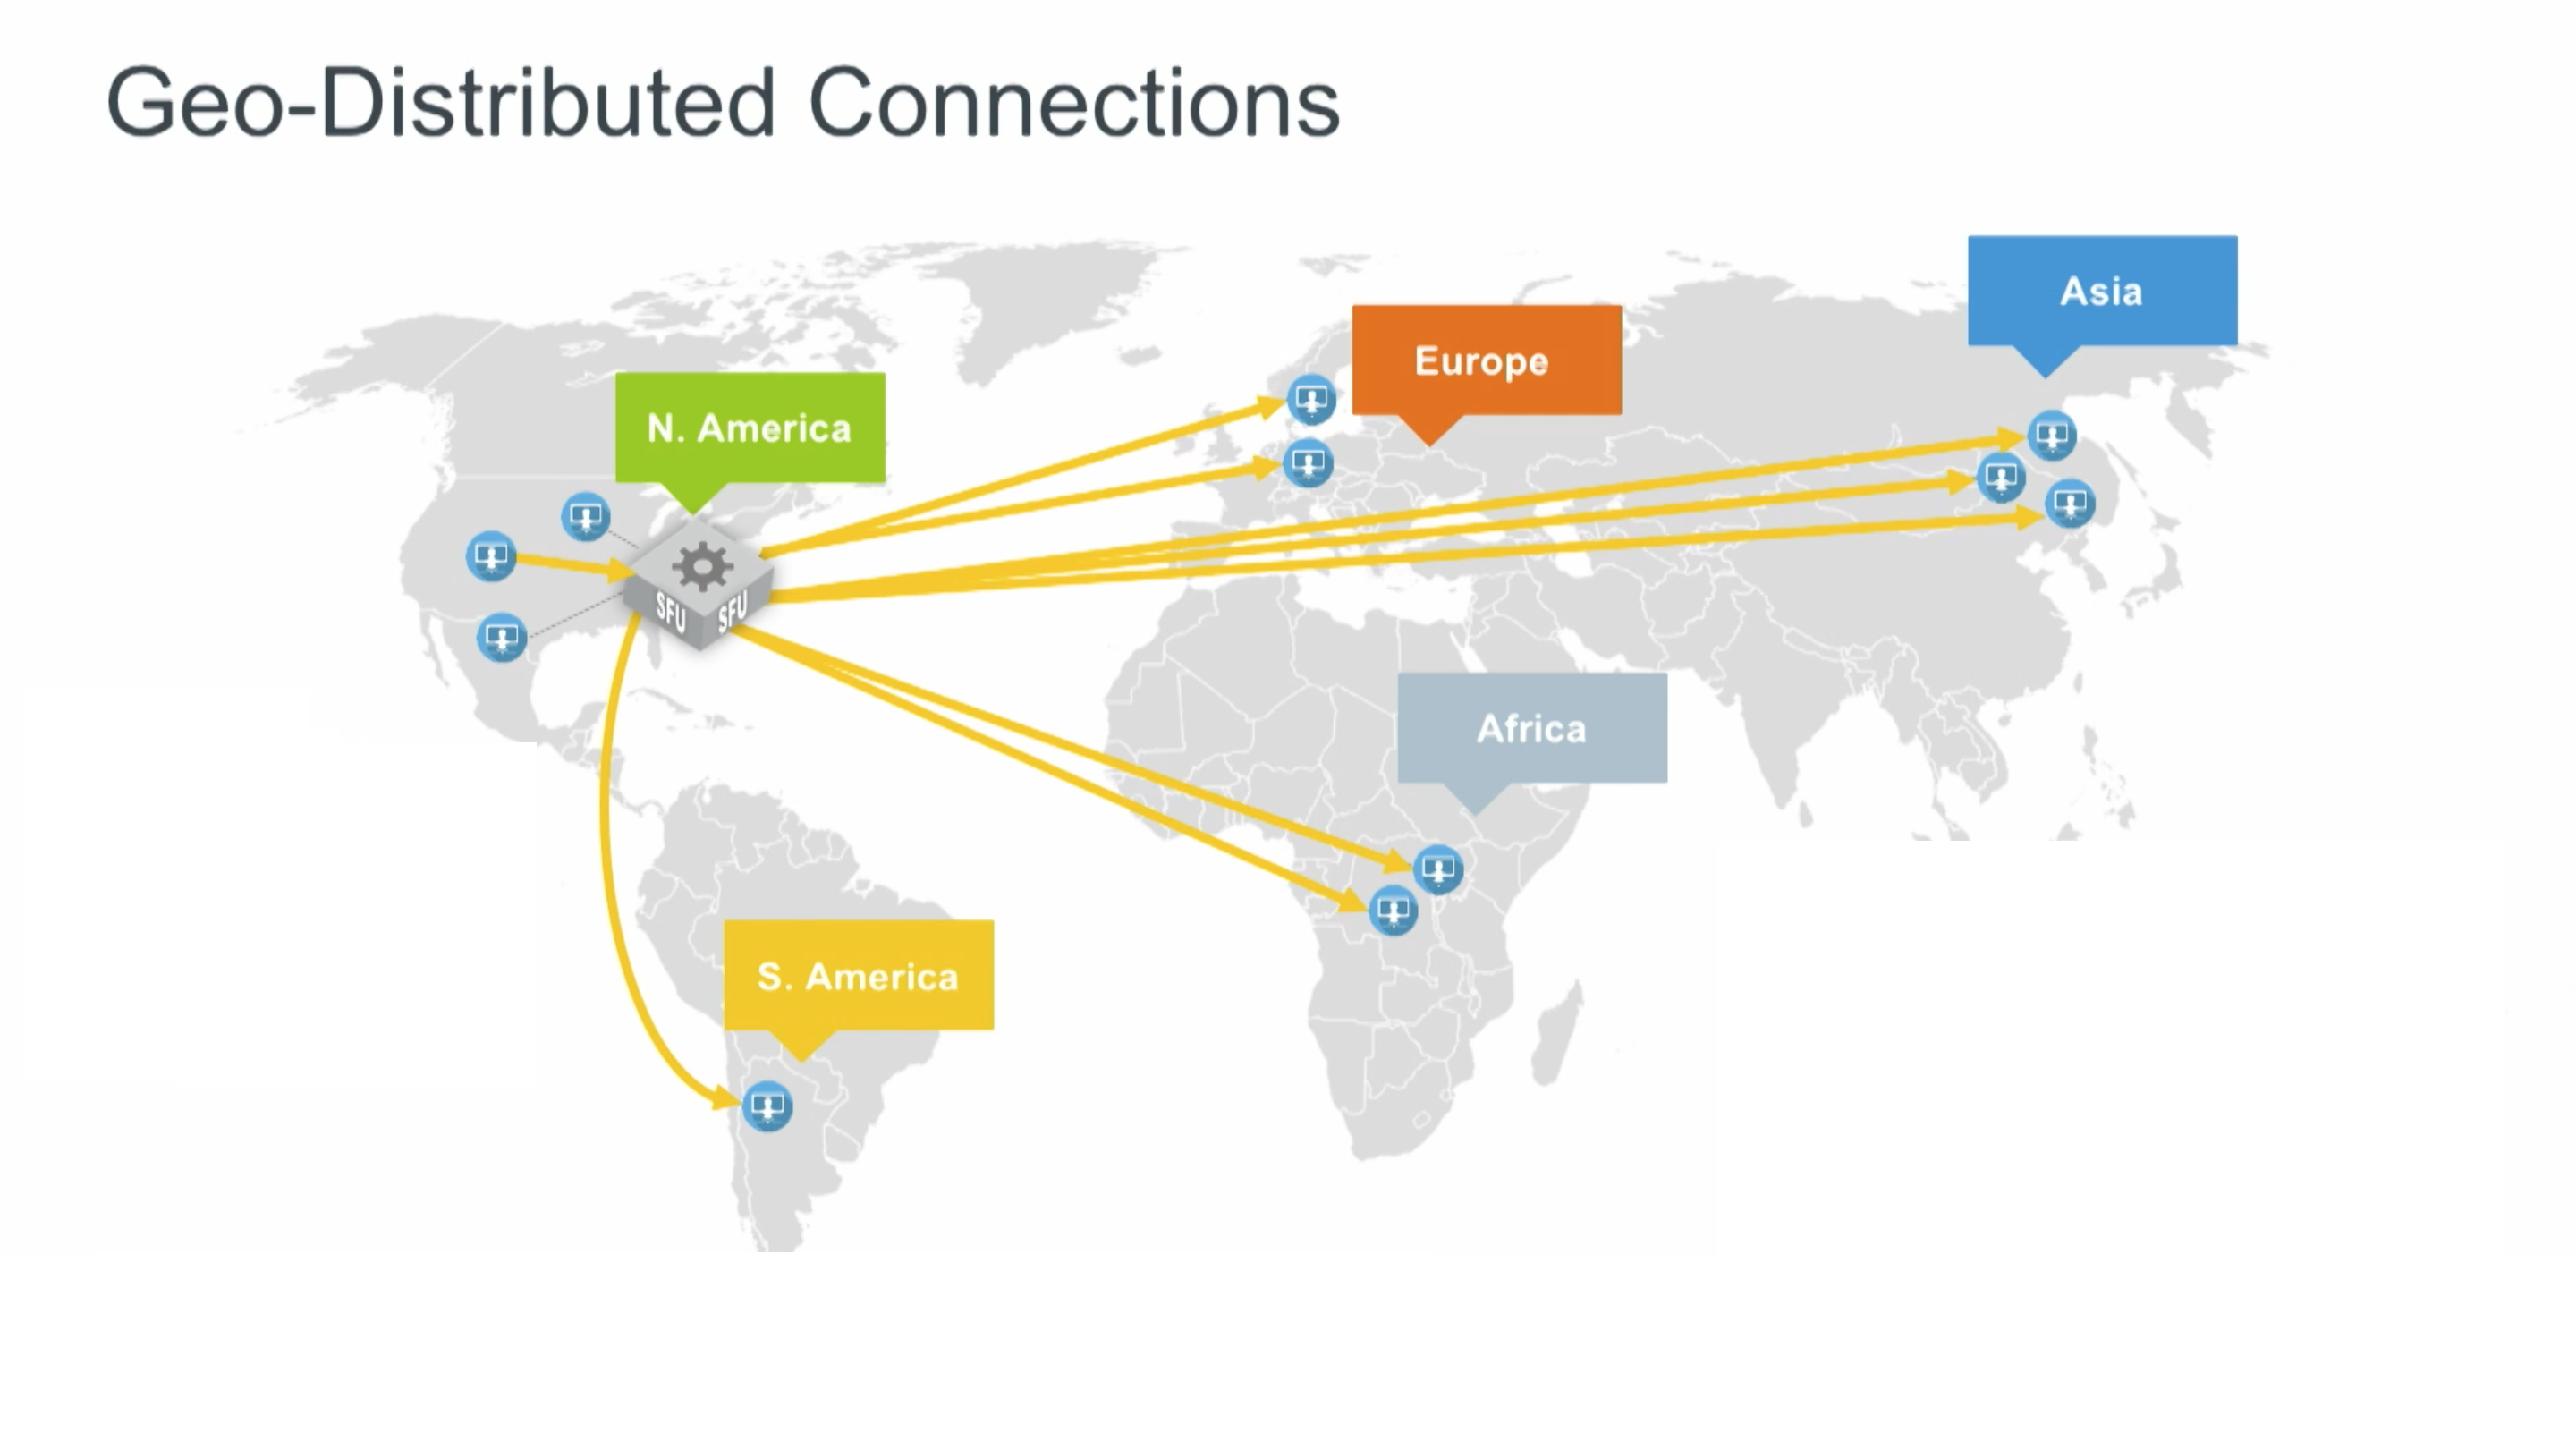 Geo-Distributed Connections
Asia
Europe
N. America
SFU SFU
Africa
S. America